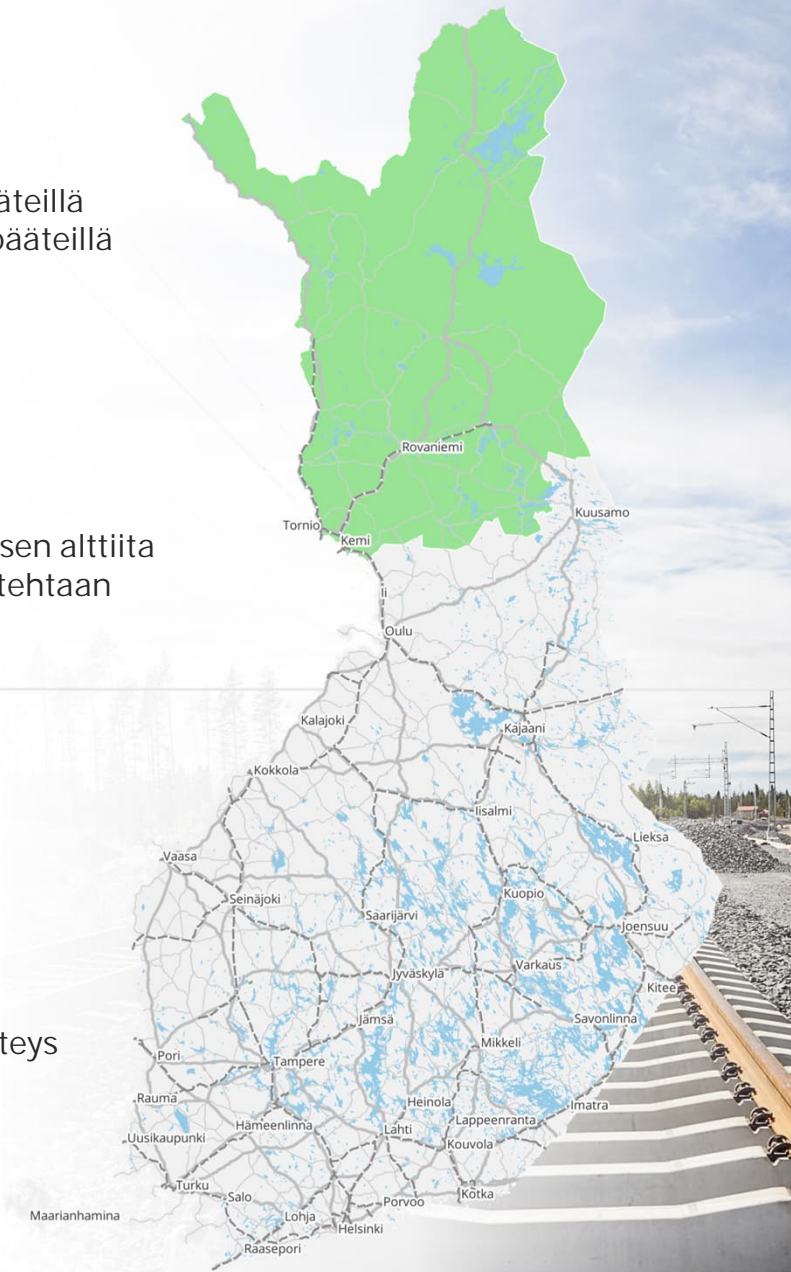 äteillä
pääteillä
sen alttiita
tehtaan
teys
Rovaniemi
Tornio
Kemi
Kuusamo
Ii
Oulu
Kalajoki
Kajaani
Kokkola
Iisalmi
Lieksa
Vaasa
Kuopio
Seinäjoki
Saarijärvi
Joensuu
Varkaus
Jyväskylä
Kitee
Savonlinna
Jämsä
Mikkeli
Pori
Tampere
Rauma
Heinola
Imatra
Hämeenlinna
Lappeenranta
Uusikaupunki
Lahti
Kouvola
Turku
Salo
Porvoo
Kotka
Maarianhamina
Lohja
Helsinki
Raasepori